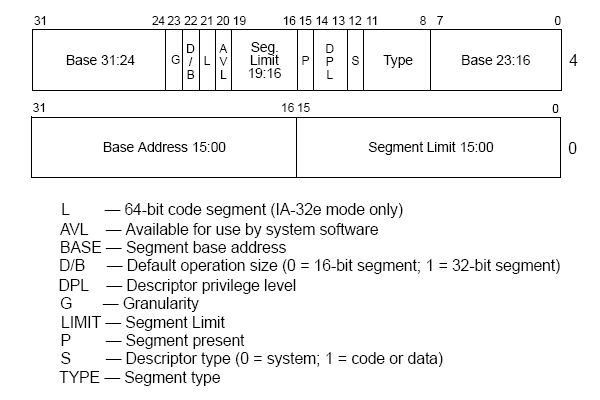 31 24 23 22 21 20 19 16 15 14 13 12 11 8 7 0
Base 31:24 G D/B L AVL Seg. Limit 19:16 P DPL S Type Base 23:16 4
31 16 15 0
Base Address 15:00 Segment Limit 15:00 0
L — 64-bit code segment (IA-32e mode only)
AVL — Available for use by system software
BASE — Segment base address
D/B — Default operation size (0 = 16-bit segment; 1 = 32-bit segment)
DPL — Descriptor privilege level
G — Granularity
LIMIT — Segment Limit
P — Segment present
S — Descriptor type (0 = system; 1 = code or data)
TYPE — Segment type